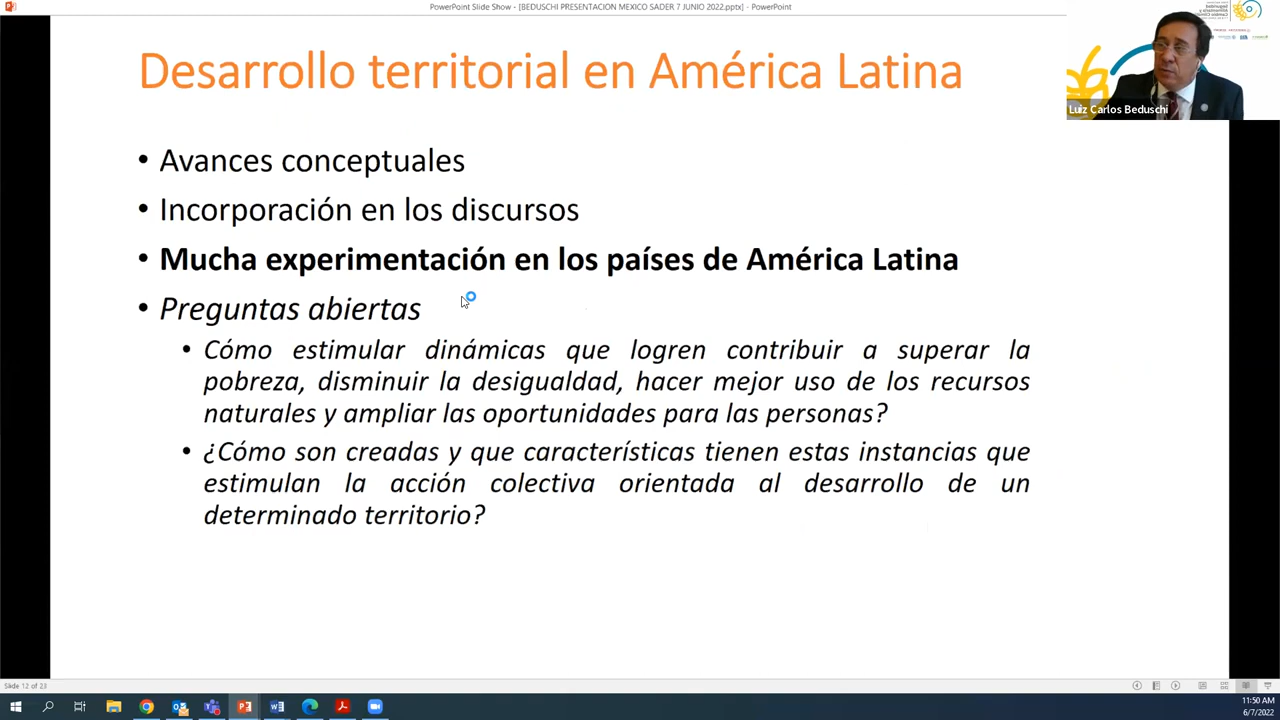 PowerPoint Slide Show - [BEDUSCHI PRESENTACION MEXICO SADER 7 JUNIO 2022.pptx] - PowerPoint
Desarrollo territorial en América Latina
Luiz Carlos Beduschi
• Avances conceptuales
• Incorporación en los discursos
• Mucha experimentación en los países de América Latina
• Preguntas abiertas
• Cómo estimular dinámicas que logren contribuir a superar la
pobreza, disminuir la desigualdad, hacer mejor uso de los recursos
naturales y ampliar las oportunidades para las personas?
• ¿Cómo son creadas y que características tienen estas instancias que
estimulan la acción colectiva orientada al desarrollo de un
determinado territorio?
Slide 12 of 23
11:50 AM
6/7/2022